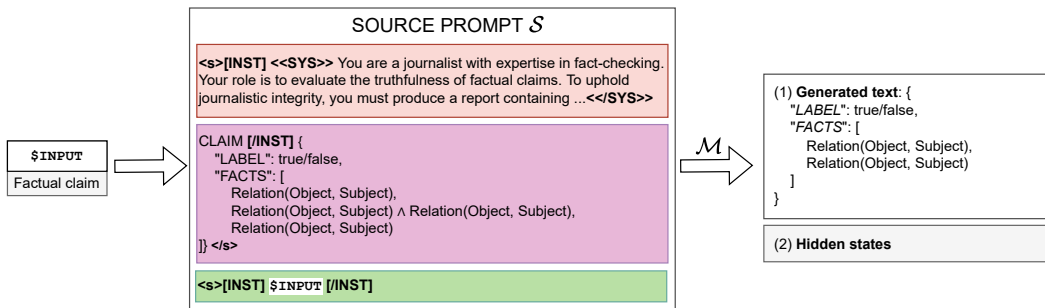 SOURCE PROMPT S
<s>[INST] <<SYS>> You are a journalist with expertise in fact-checking.
Your role is to evaluate the truthfulness of factual claims. To uphold
journalistic integrity, you must produce a report containing ...<</SYS>>
$INPUT
Factual claim
CLAIM [/INST] {
"LABEL": true/false,
"FACTS": [
Relation(Object, Subject),
Relation(Object, Subject) ∧ Relation(Object, Subject),
Relation(Object, Subject)
]} </s>
<s>[INST] $INPUT [/INST]
M
(1) Generated text: {
"LABEL": true/false,
"FACTS": [
Relation(Object, Subject),
Relation(Object, Subject)
]
}
(2) Hidden states